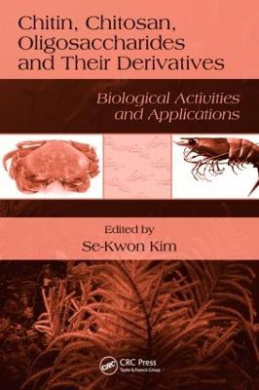 Chitin, Chitosan,
Oligosaccharides
and Their Derivatives
Biological Activities
and Applications
Edited by
Se-Kwon Kim
CRC Press
Taylor & Francis Group